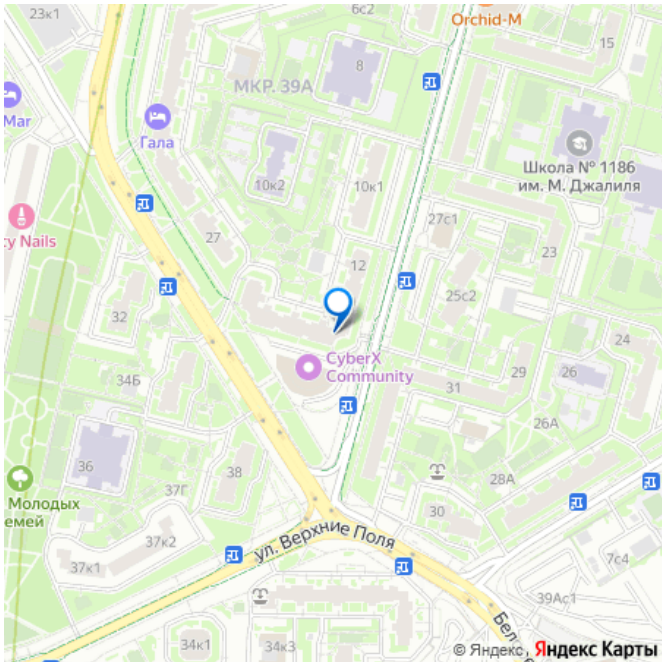 23к1
6с2
Orchid-M
15
8
МКР. 39А
Mar
Гала
Школа № 1186
им. М. Джалиля
10к2
10к1
27с1
ty Nails
27
23
12
25с2
32
24
CyberX
Community
29
26
34Б
31
26А
36
38
28А
Молодых
емей
37Г
30
ул. Верхние Поля
37к2
37к1
7с4
39Ас1
Бел
34к1
34к3
© Яндекс
Яндекс Карты